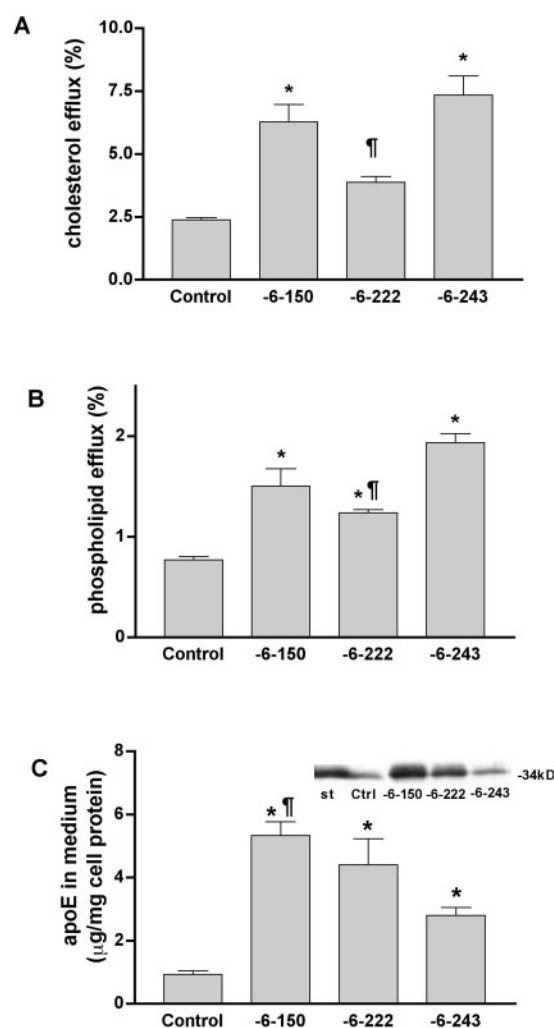 A
cholesterol efflux (%)
10.0
7.5
5.0
2.5
0.0
* ¶ *
Control -6-150 -6-222 -6-243
B
phospholipid efflux (%)
2
1
0
* *¶ *
Control -6-150 -6-222 -6-243
C
apoE in medium
(µg/mg cell protein)
8
6
4
2
0
*¶ * *
-34kD
st Ctrl -6-150 -6-222 -6-243
Control -6-150 -6-222 -6-243